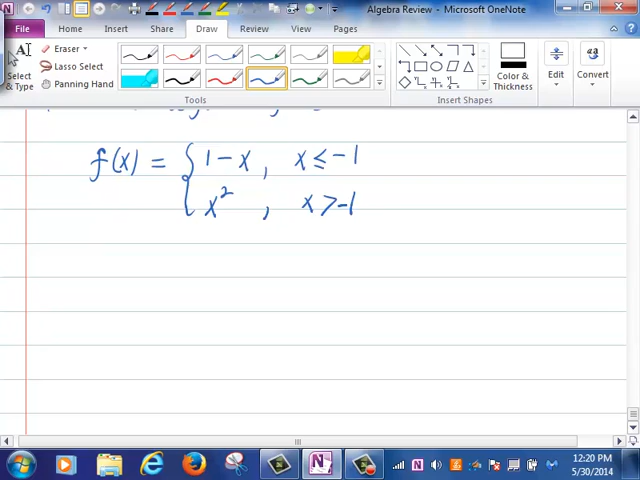 Algebra Review - Microsoft OneNote
File Home Insert Share Draw Review View Pages
Select & Type
Eraser
Lasso Select
Panning Hand
Color & Thickness
Edit
Convert
Tools Insert Shapes
f(x) = { 1 - x , x ≤ -1
x² , x > -1
12:20 PM
5/30/2014